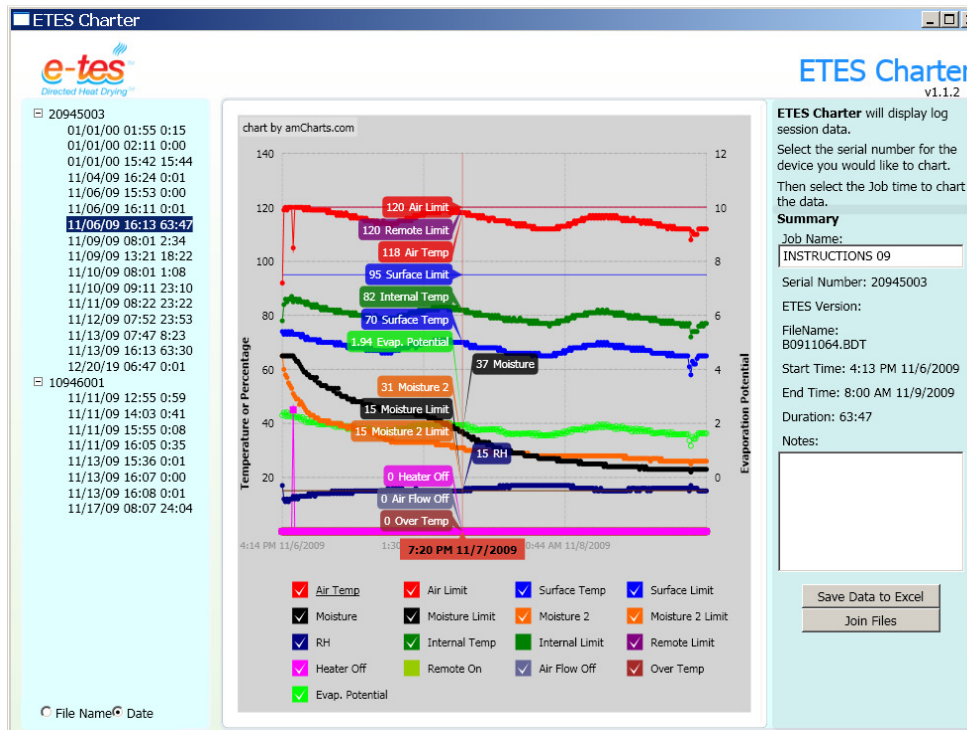 ETES Charter
e-tes
Directed Heat Drying
ETES Charter
v1.1.2
20945003
01/01/00 01:55 0:15
01/01/00 02:11 0:00
01/01/00 15:42 15:44
11/04/09 16:24 0:01
11/06/09 15:53 0:00
11/06/09 16:11 0:01
11/06/09 16:13 63:47
11/09/09 08:01 2:34
11/09/09 13:21 18:22
11/10/09 08:01 1:08
11/10/09 09:11 23:10
11/11/09 08:22 23:22
11/12/09 07:52 23:53
11/13/09 07:47 8:23
11/13/09 16:13 63:30
12/20/19 06:47 0:01
10946001
11/11/09 12:55 0:59
11/11/09 14:03 0:41
11/11/09 15:55 0:08
11/11/09 16:05 0:35
11/13/09 15:36 0:01
11/13/09 16:07 0:00
11/13/09 16:08 0:01
11/17/09 08:07 24:04
File Name Date
chart by amCharts.com
140
120
100
80
60
40
20
Temperature or Percentage
12
10
8
6
4
2
0
Evaporation Potential
120 Air Limit
120 Remote Limit
118 Air Temp
95 Surface Limit
82 Internal Temp
70 Surface Temp
1.94 Evap. Potential
37 Moisture
31 Moisture 2
15 Moisture Limit
15 Moisture 2 Limit
15 RH
0 Heater Off
0 Air Flow Off
0 Over Temp
4:14 PM 11/6/2009
1:30
7:20 PM 11/7/2009
0:44 AM 11/8/2009
Air Temp Air Limit Surface Temp Surface Limit
Moisture Moisture Limit Moisture 2 Moisture 2 Limit
RH Internal Temp Internal Limit Remote Limit
Heater Off Remote On Air Flow Off Over Temp
Evap. Potential
ETES Charter will display log
session data.
Select the serial number for the
device you would like to chart.
Then select the Job time to chart
the data.
Summary
Job Name:
INSTRUCTIONS 09
Serial Number: 20945003
ETES Version:
FileName:
B0911064.BDT
Start Time: 4:13 PM 11/6/2009
End Time: 8:00 AM 11/9/2009
Duration: 63:47
Notes:
Save Data to Excel
Join Files